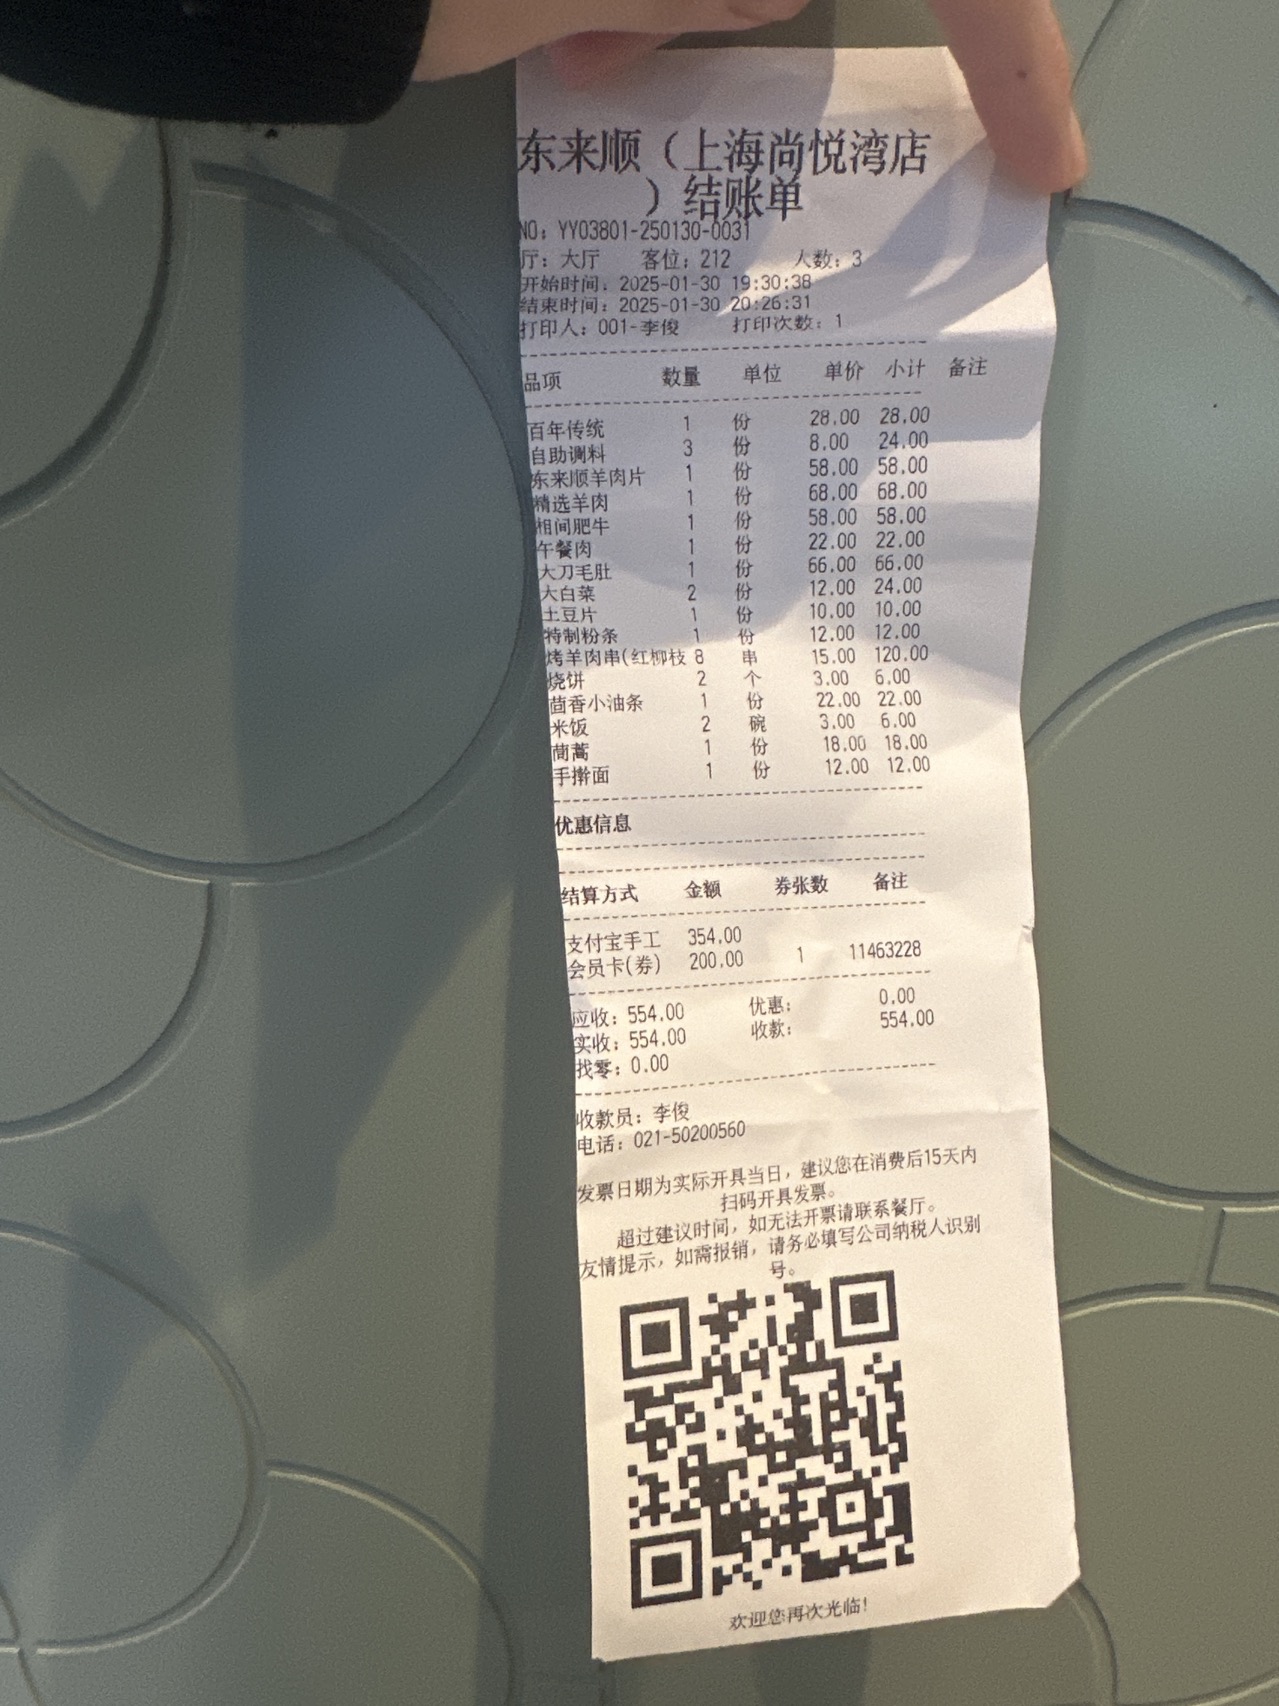 东来顺（上海尚悦湾店
）结账单
NO：YY03801-250130-0031
厅：大厅 客位：212 人数：3
开始时间：2025-01-30 19:30:38
结束时间：2025-01-30 20:26:31
打印人：001-李俊 打印次数：1
品项 数量 单位 单价 小计 备注
百年传统 1 份 28.00 28.00
自助调料 3 份 8.00 24.00
东来顺羊肉片 1 份 58.00 58.00
精选羊肉 1 份 68.00 68.00
相间肥牛 1 份 58.00 58.00
午餐肉 1 份 22.00 22.00
大刀毛肚 1 份 66.00 66.00
大白菜 2 份 12.00 24.00
土豆片 1 份 10.00 10.00
特制粉条 1 份 12.00 12.00
烤羊肉串(红柳枝 8 串 15.00 120.00
烧饼 2 个 3.00 6.00
茴香小油条 1 份 22.00 22.00
米饭 2 碗 3.00 6.00
茼蒿 1 份 18.00 18.00
手擀面 1 份 12.00 12.00
优惠信息
结算方式 金额 券张数 备注
支付宝手工 354.00
会员卡(券) 200.00 1 11463228
应收：554.00 优惠： 0.00
实收：554.00 收款： 554.00
找零：0.00
收款员：李俊
电话：021-50200560
发票日期为实际开具当日，建议您在消费后15天内
扫码开具发票。
超过建议时间，如无法开票请联系餐厅。
友情提示，如需报销，请务必填写公司纳税人识别
号。
欢迎您再次光临！